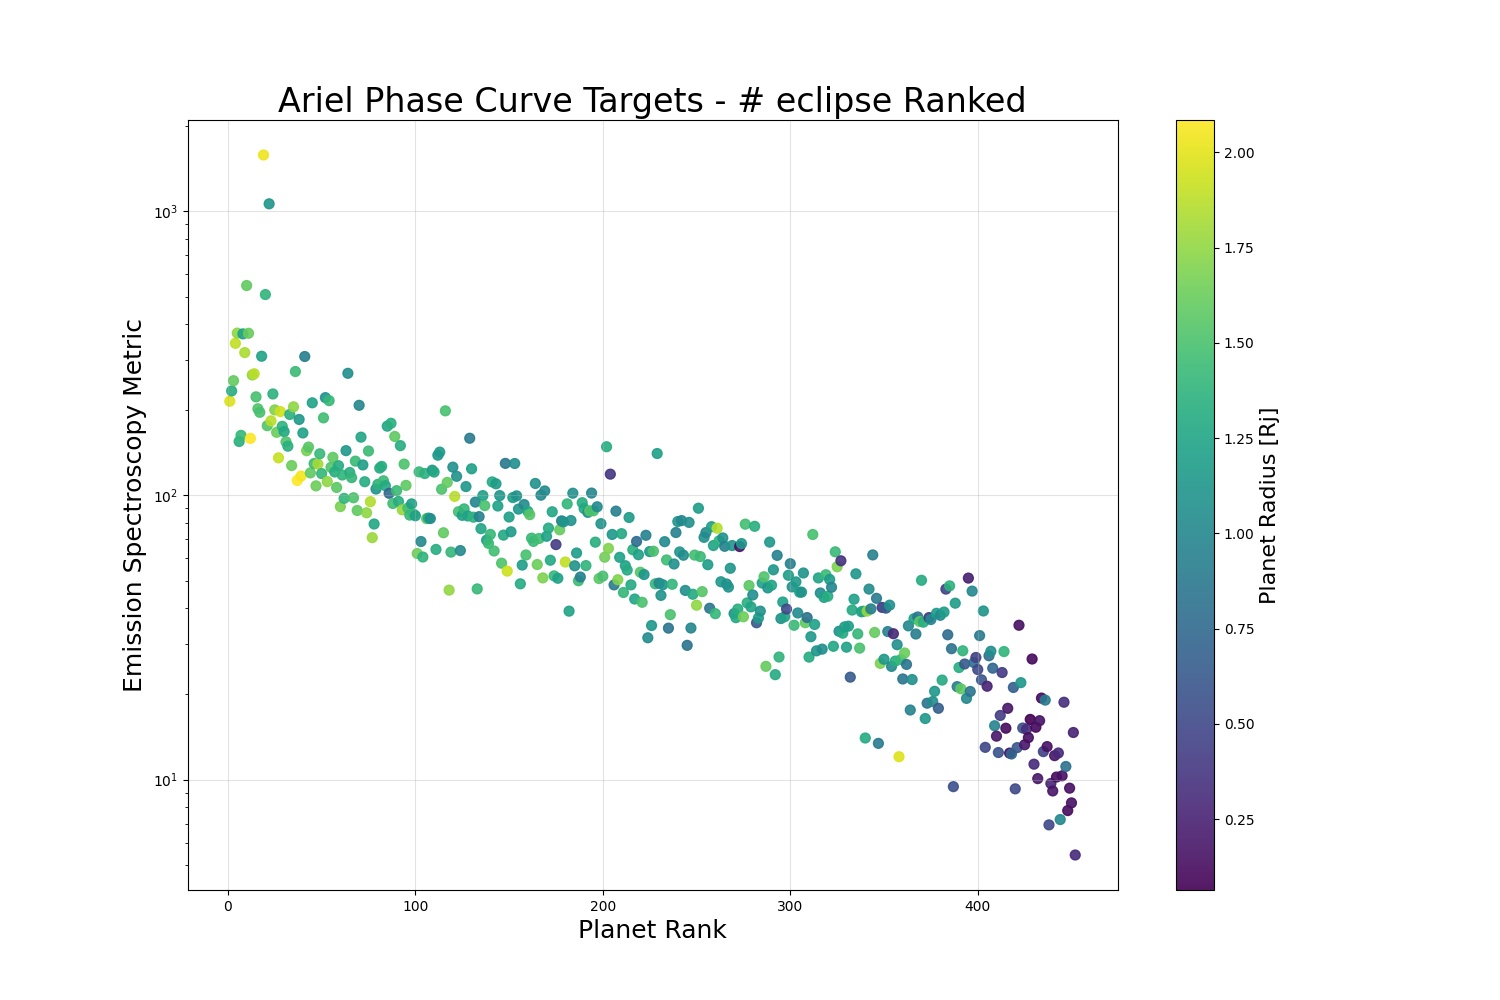 Ariel Phase Curve Targets - # eclipse Ranked
Emission Spectroscopy Metric
10³
10²
10¹
0 100 200 300 400
Planet Rank
2.00
1.75
1.50
1.25
1.00
0.75
0.50
0.25
Planet Radius [Rj]